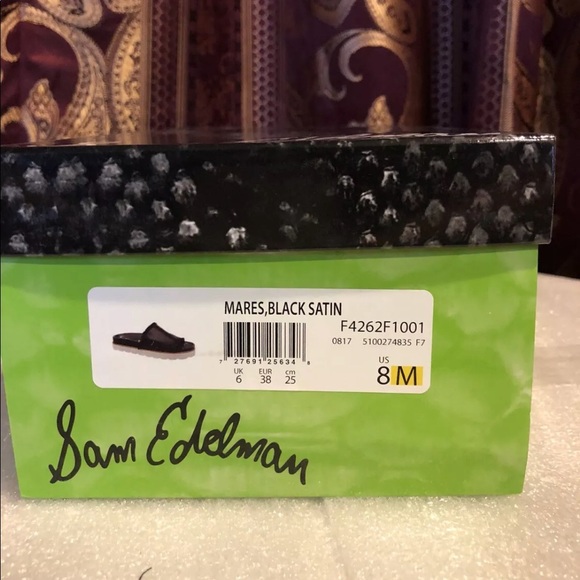 MARES,BLACK SATIN
F4262F1001
0817 5100274835 F7
7 27691 25634 8
UK EUR cm
6 38 25
US
8 M
Sam Edelman